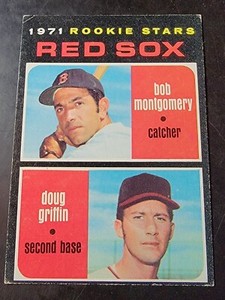 1971 ROOKIE STARS
RED SOX
bob
montgomery
catcher
doug
griffin
second base